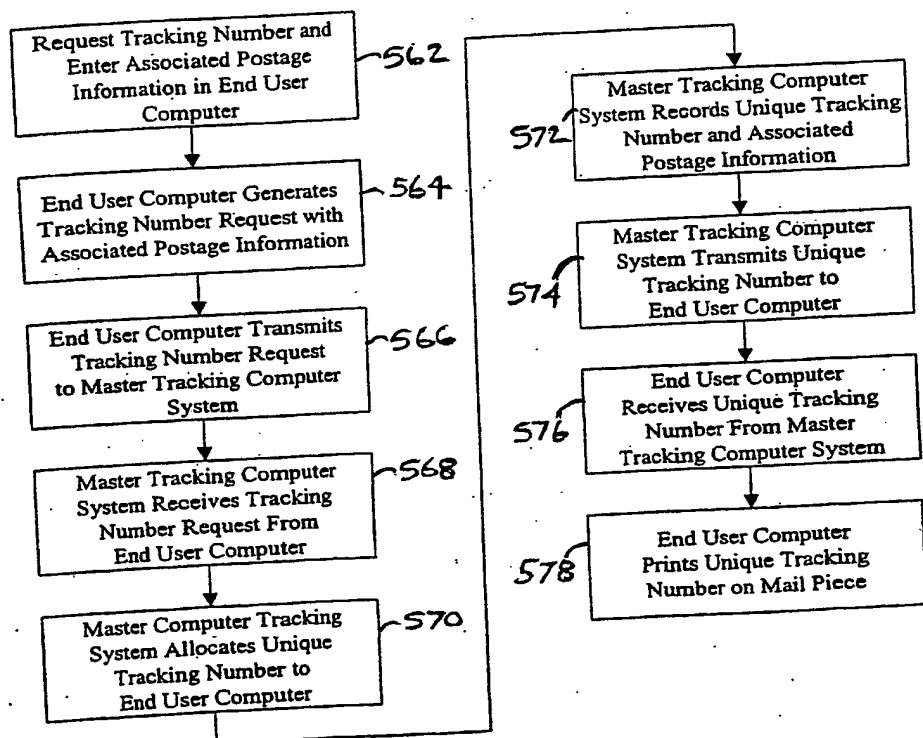 Request Tracking Number and
Enter Associated Postage
Information in End User
Computer
562
End User Computer Generates
Tracking Number Request with
Associated Postage Information
564
End User Computer Transmits
Tracking Number Request
to Master Tracking Computer
System
566
Master Tracking Computer
System Receives Tracking
Number Request From
End User Computer
568
Master Computer Tracking
System Allocates Unique
Tracking Number to
End User Computer
570
Master Tracking Computer
System Records Unique Tracking
Number and Associated
Postage Information
572
Master Tracking Computer
System Transmits Unique
Tracking Number to
End User Computer
574
End User Computer
Receives Unique Tracking
Number From Master
Tracking Computer System
576
End User Computer
Prints Unique Tracking
Number on Mail Piece
578